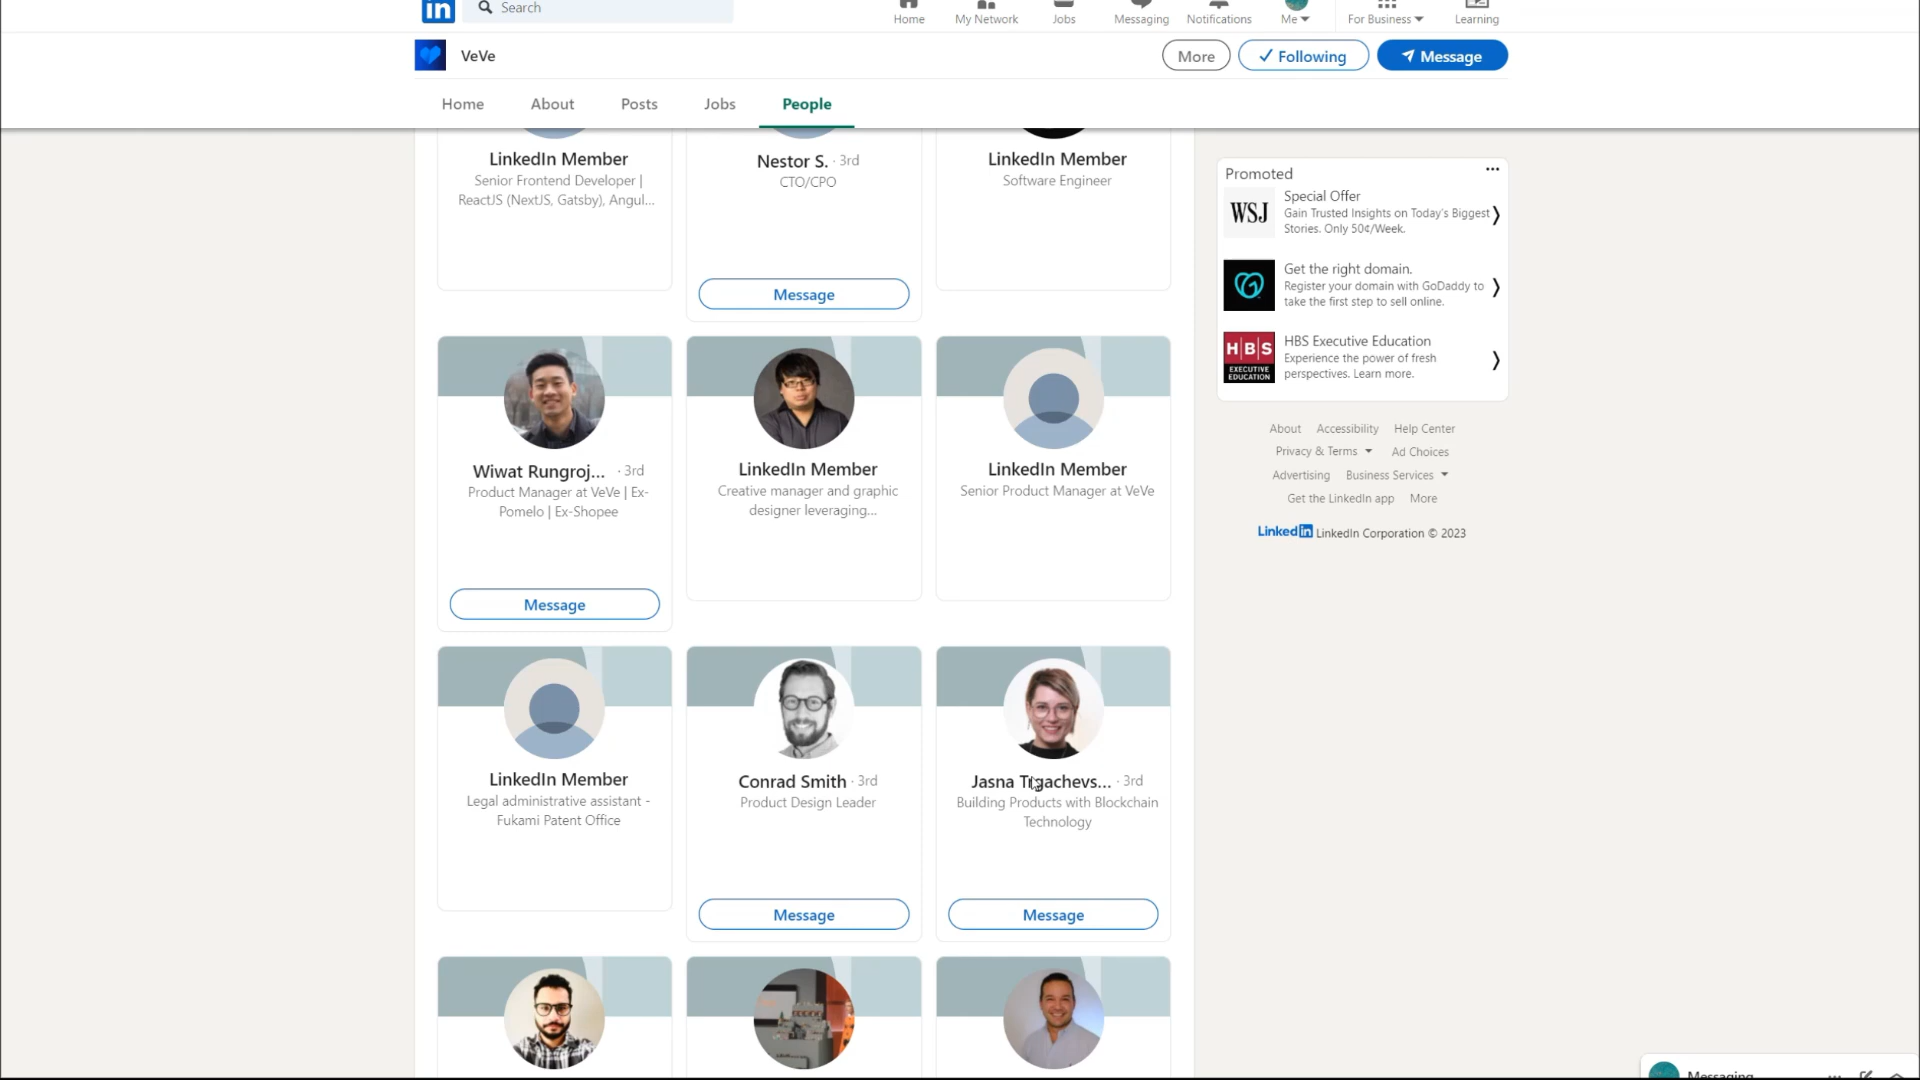 in Search
Home My Network Jobs Messaging Notifications Me For Business Learning
VeVe More Following Message
Home About Posts Jobs People
LinkedIn Member
Senior Frontend Developer |
ReactJS (NextJS, Gatsby), Angul...
Nestor S. · 3rd
CTO/CPO
Message
LinkedIn Member
Software Engineer
Wiwat Rungroj... · 3rd
Product Manager at VeVe | Ex-
Pomelo | Ex-Shopee
Message
LinkedIn Member
Creative manager and graphic
designer leveraging...
LinkedIn Member
Senior Product Manager at VeVe
LinkedIn Member
Legal administrative assistant -
Fukami Patent Office
Conrad Smith · 3rd
Product Design Leader
Message
Jasna · 3rd
Building Products with Blockchain
Technology
Message
Promoted
WSJ
Special Offer
Gain Trusted Insights on Today's Biggest
Stories. Only 50¢/Week.
Get the right domain.
Register your domain with GoDaddy to
take the first step to sell online.
H|B|S
EXECUTIVE
EDUCATION
HBS Executive Education
Experience the power of fresh
perspectives. Learn more.
About Accessibility Help Center
Privacy & Terms Ad Choices
Advertising Business Services
Get the LinkedIn app More
LinkedIn LinkedIn Corporation © 2023
Messaging